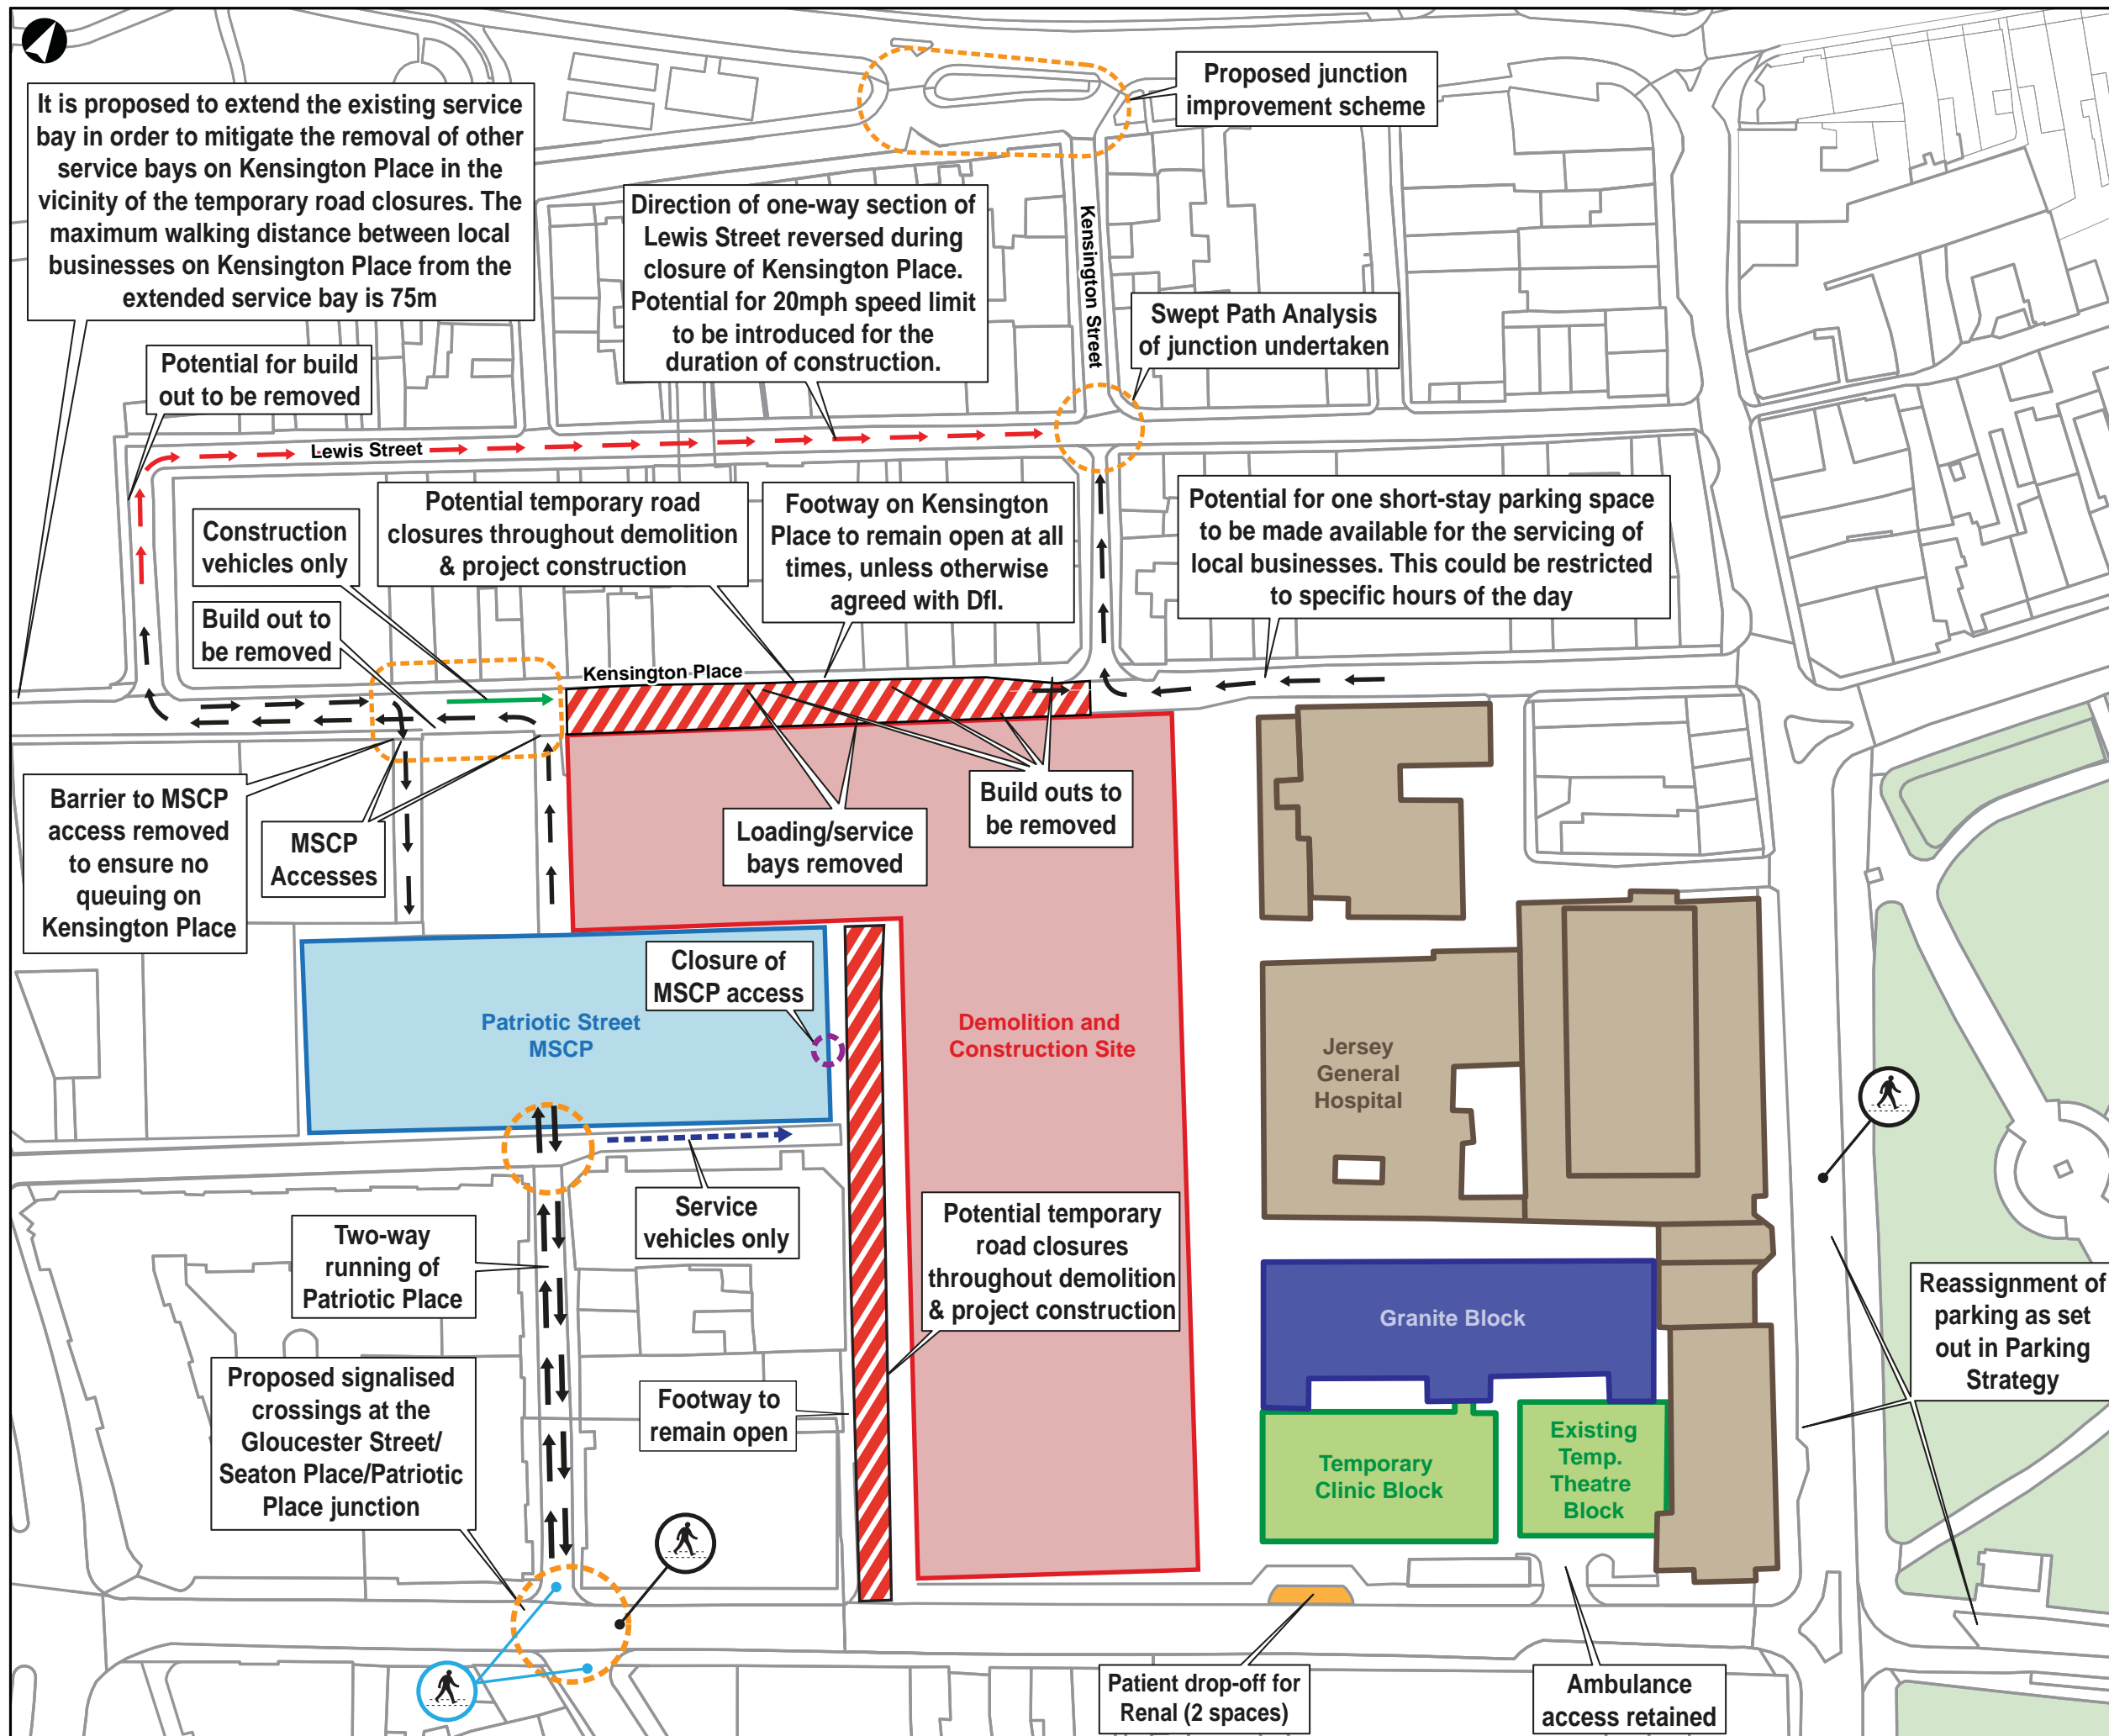 It is proposed to extend the existing service
bay in order to mitigate the removal of other
service bays on Kensington Place in the
vicinity of the temporary road closures. The
maximum walking distance between local
businesses on Kensington Place from the
extended service bay is 75m
Proposed junction
improvement scheme
Direction of one-way section of
Lewis Street reversed during
closure of Kensington Place.
Potential for 20mph speed limit
to be introduced for the
duration of construction.
Kensington Street
Swept Path Analysis
of junction undertaken
Potential for build
out to be removed
Lewis Street
Construction
vehicles only
Potential temporary road
closures throughout demolition
& project construction
Footway on Kensington
Place to remain open at all
times, unless otherwise
agreed with DfI.
Potential for one short-stay parking space
to be made available for the servicing of
local businesses. This could be restricted
to specific hours of the day
Build out to
be removed
Kensington Place
Barrier to MSCP
access removed
to ensure no
queuing on
Kensington Place
MSCP
Accesses
Loading/service
bays removed
Build outs to
be removed
Closure of
MSCP access
Patriotic Street
MSCP
Demolition and
Construction Site
Jersey
General
Hospital
Service
vehicles only
Two-way
running of
Patriotic Place
Potential temporary
road closures
throughout demolition
& project construction
Granite Block
Reassignment of
parking as set
out in Parking
Strategy
Proposed signalised
crossings at the
Gloucester Street/
Seaton Place/Patriotic
Place junction
Footway to
remain open
Temporary
Clinic Block
Existing
Temp.
Theatre
Block
Patient drop-off for
Renal (2 spaces)
Ambulance
access retained